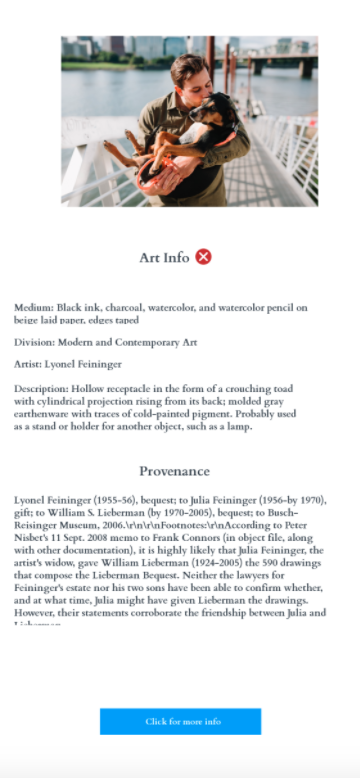 Art Info
Medium: Black ink, charcoal, watercolor, and watercolor pencil on
beige laid paper, edges taped
Division: Modern and Contemporary Art
Artist: Lyonel Feininger
Description: Hollow receptacle in the form of a crouching toad
with cylindrical projection rising from its back; molded gray
earthenware with traces of cold-painted pigment. Probably used
as a stand or holder for another object, such as a lamp.
Provenance
Lyonel Feininger (1955-56), bequest; to Julia Feininger (1956-by 1970),
gift; to William S. Lieberman (by 1970-2005), bequest; to Busch-
Reisinger Museum, 2006.\r\n\r\nFootnotes:\r\nAccording to Peter
Nisbet's 11 Sept. 2008 memo to Frank Connors (in object file, along
with other documentation), it is highly likely that Julia Feininger, the
artist's widow, gave William Lieberman (1924-2005) the 590 drawings
that compose the Lieberman Bequest. Neither the lawyers for
Feininger's estate nor his two sons have been able to confirm whether,
and at what time, Julia might have given Lieberman the drawings.
However, their statements corroborate the friendship between Julia and
Lieberman
Click for more info